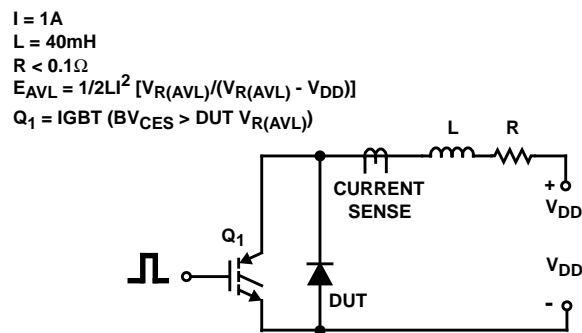 I = 1A
L = 40mH
R < 0.1Ω
E_AVL = 1/2LI² [V_R(AVL)/(V_R(AVL) - V_DD)]
Q₁ = IGBT (BV_CES > DUT V_R(AVL))
L R
CURRENT
SENSE
+
V_DD
Q₁
V_DD
DUT
-